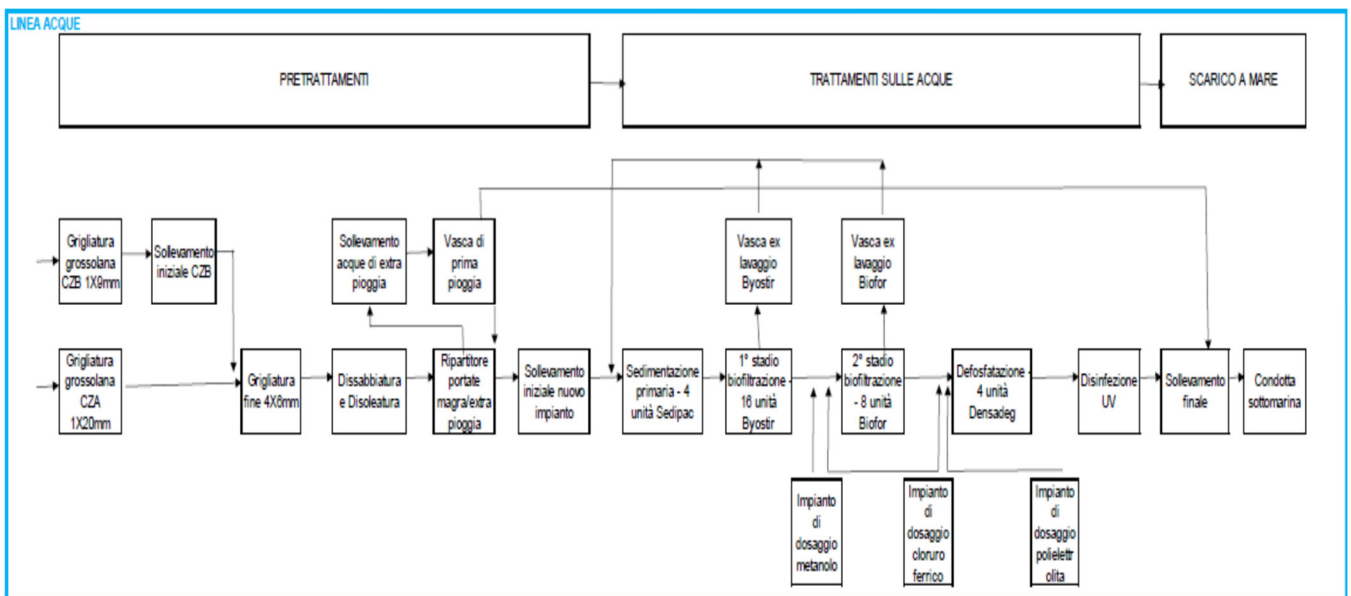 LINEA ACQUE
PRETRATTAMENTI
TRATTAMENTI SULLE ACQUE
SCARICO A MARE
Grigliatura
grossolana
CZB 1X9mm
Sollevamento
iniziale CZB
Sollevamento
acque di extra
pioggia
Vasca di
prima
pioggia
Vasca ex
lavaggio
Byostir
Vasca ex
lavaggio
Biofor
Grigliatura
grossolana
CZA
1X20mm
Grigliatura
fine 4X6mm
Dissabbiatura
e Disoleatura
Ripartitore
portate
magra/extra
pioggia
Sollevamento
iniziale nuovo
impianto
Sedimentazione
primaria - 4
unità Sedipac
1° stadio
biofiltrazione -
16 unità
Byostir
2° stadio
biofiltrazione
- 8 unità
Biofor
Defosfatazione -
4 unità
Densadeg
Disinfezione
UV
Sollevamento
finale
Condotta
sottomarina
Impianto
di
dosaggio
metanolo
Impianto
di
dosaggio
cloruro
ferrico
Impianto
di
dosaggio
polielettr
olita